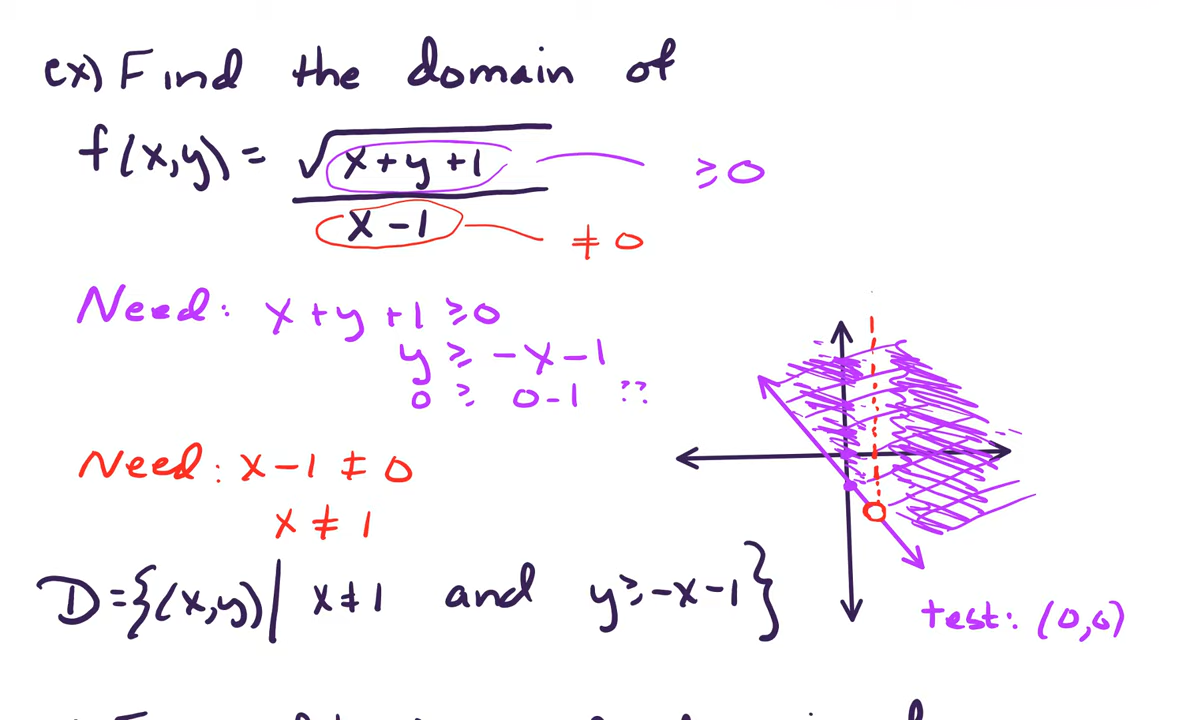 ex) Find the domain of
f(x,y) = √(x+y+1) / (x-1)
≥0
≠0
Need: x+y+1≥0
y ≥ -x-1
0 ≥ 0-1 ??
Need: x-1 ≠ 0
x ≠ 1
D={(x,y)| x≠1 and y≥-x-1}
test: (0,0)